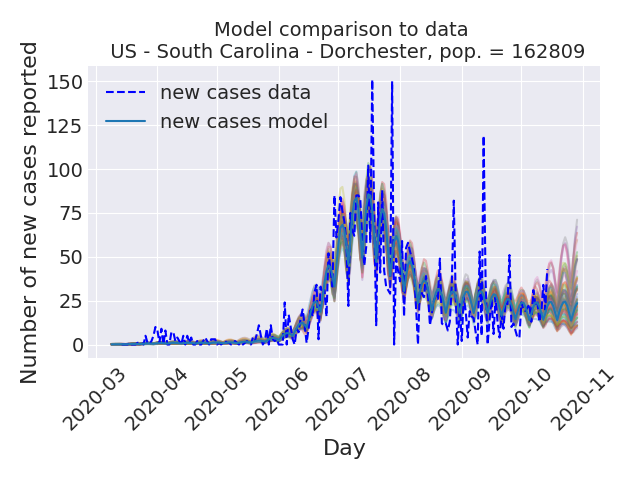 Model comparison to data
US - South Carolina - Dorchester, pop. = 162809
Number of new cases reported
150
125
100
75
50
25
0
new cases data
new cases model
2020-03
2020-04
2020-05
2020-06
2020-07
2020-08
2020-09
2020-10
2020-11
Day